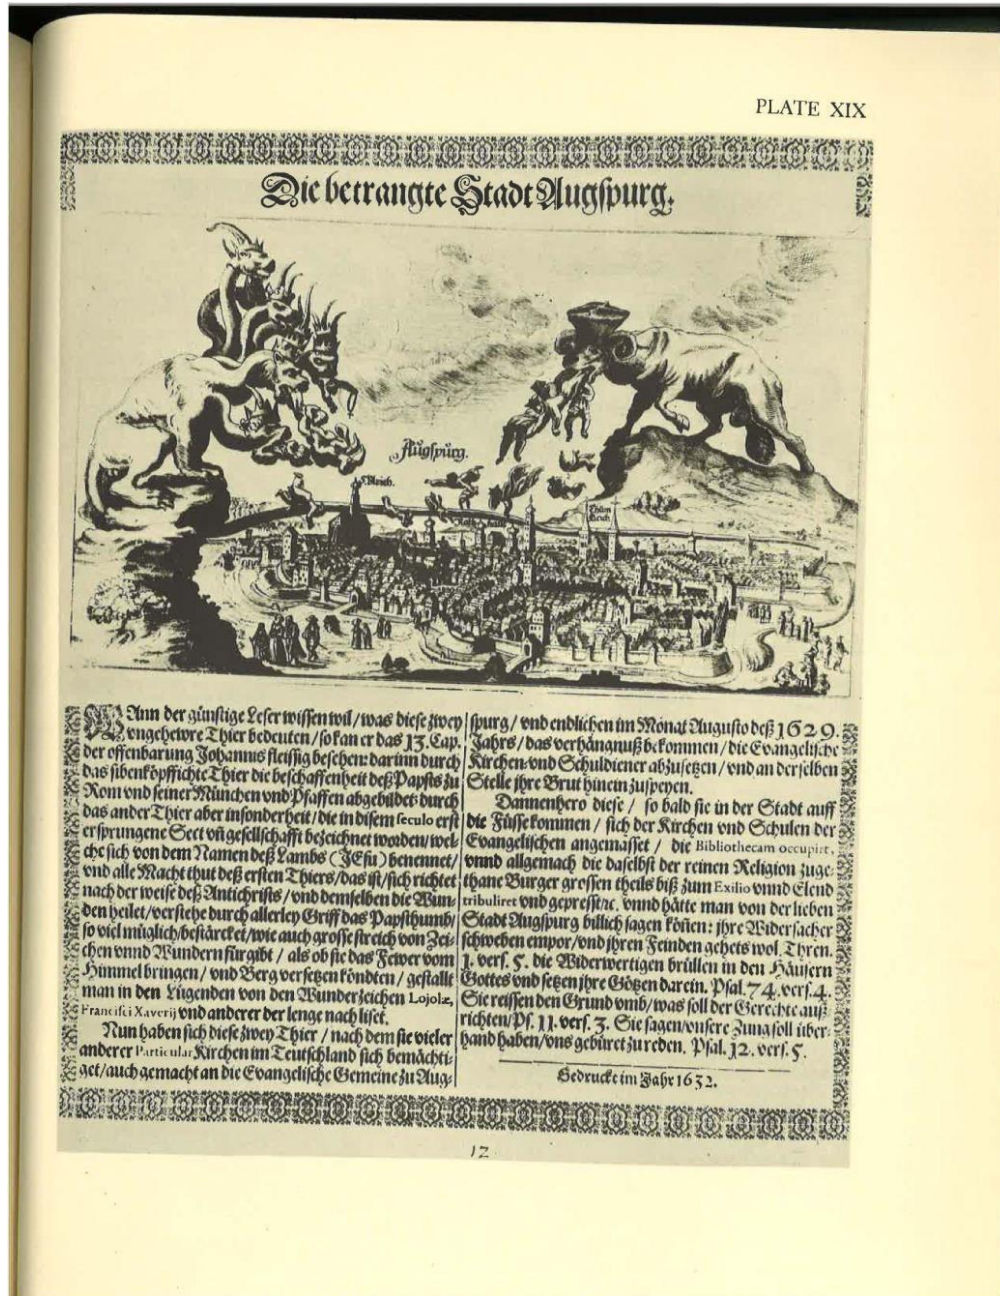 PLATE XIX
Die betrangte Stadt Augspurg.
Augspurg.
S. Ulrich.
Thum
Kirch
WAnn der günstige Leser wissen wil / was diese zwey
vngehewre Thier bedeuten / so kan er das 13. Cap.
der offenbarung Johannis fleissig besehen: darinn durch
das sibenköpffichte Thier die beschaffenheit deß Papsts zu
Rom vnd seiner München vnd Pfaffen abgebildet: durch
das ander Thier aber insonderheit / die in disem seculo erst
ersprungene Sect vñ gesellschafft bezeichnet worden / wel-
che sich von dem Namen deß Lambs (JEsu) benennet /
vnd alle Macht thut deß ersten Thiers / das ist / sich richtet
nach der weise deß Antichrists / vnd demselben die Wun-
den heilet / verstehe durch allerley Griff das Papsthumb /
so viel müglich / bestärcket / wie auch grosse streich von Zei-
chen vnnd Wundern fürgibt / als ob sie das Fewer vom
Himmel bringen / vnd Berg versetzen köndten / gestalt
man in den Lugenden von den Wunderzeichen Lojolæ,
Francisci Xaverij vnd anderer der lenge nach liset.
Nun haben sich diese zwey Thier / nach dem sie vieler
anderer Particular Kirchen im Teutschland sich bemächti-
get / auch gemacht an die Evangelische Gemeine zu Aug-
spurg / vnd endlichen im Monat Augusto deß 1629.
Jahrs / das verhängnuß bekommen / die Evangelische
Kirchen: vnd Schuldiener abzusetzen / vnd an derselben
Stelle jhre Brut hinein zuspeyen.
Dannenhero diese / so bald sie in der Stadt auff
die Füsse kommen / sich der Kirchen vnd Schulen der
Evangelischen angemasset / die Bibliothecam occupirt,
vnnd allgemach die daselbst der reinen Religion zuge-
thane Burger grossen theils biß zum Exilio vnnd Elend
tribuliret vnd gepresset / rc. vnnd hätte man von der lieben
Stadt Augspurg billich sagen köñen: jhre Widersacher
schweben empor / vnd jhren Feinden gehets wol. Thren.
1. vers. 5. die Widerwertigen brüllen in den Häusern
Gottes vnd setzen jhre Götzen darein. Psal. 74. vers. 4.
Sie reissen den Grund vmb / was soll der Gerechte auß-
richten / Ps. 11. vers. 3. Sie sagen / vnsere Zung soll über-
hand haben / vns gebüret zu reden. Psal. 12. vers. 5.
Gedruckt im Jahr 1632.
12